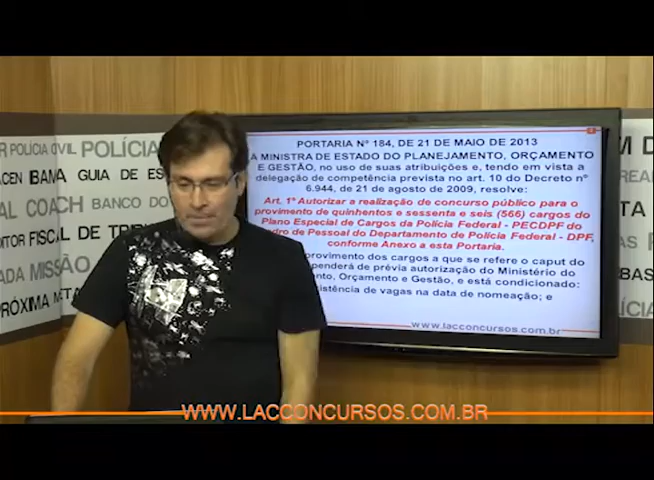 PORTARIA Nº 184, DE 21 DE MAIO DE 2013
A MINISTRA DE ESTADO DO PLANEJAMENTO, ORÇAMENTO
E GESTÃO, no uso de suas atribuições e, tendo em vista a
delegação de competência prevista no art. 10 do Decreto nº
6.944, de 21 de agosto de 2009, resolve:
Art. 1º Autorizar a realização de concurso público para o
provimento de quinhentos e sessenta e seis (566) cargos do
Plano Especial de Cargos da Polícia Federal - PECDPF do
de Pessoal do Departamento de Polícia Federal - DPF,
conforme Anexo a esta Portaria.
provimento dos cargos a que se refere o caput do
de prévia autorização do Ministério do
Orçamento e Gestão, e está condicionado:
de vagas na data de nomeação; e
www.lacconcursos.com.br
POLÍCIA CIVIL POLÍCIA
IBAMA GUIA DE
COACH BANCO DO
FISCAL DE
MISSÃO
WWW.LACCONCURSOS.COM.BR